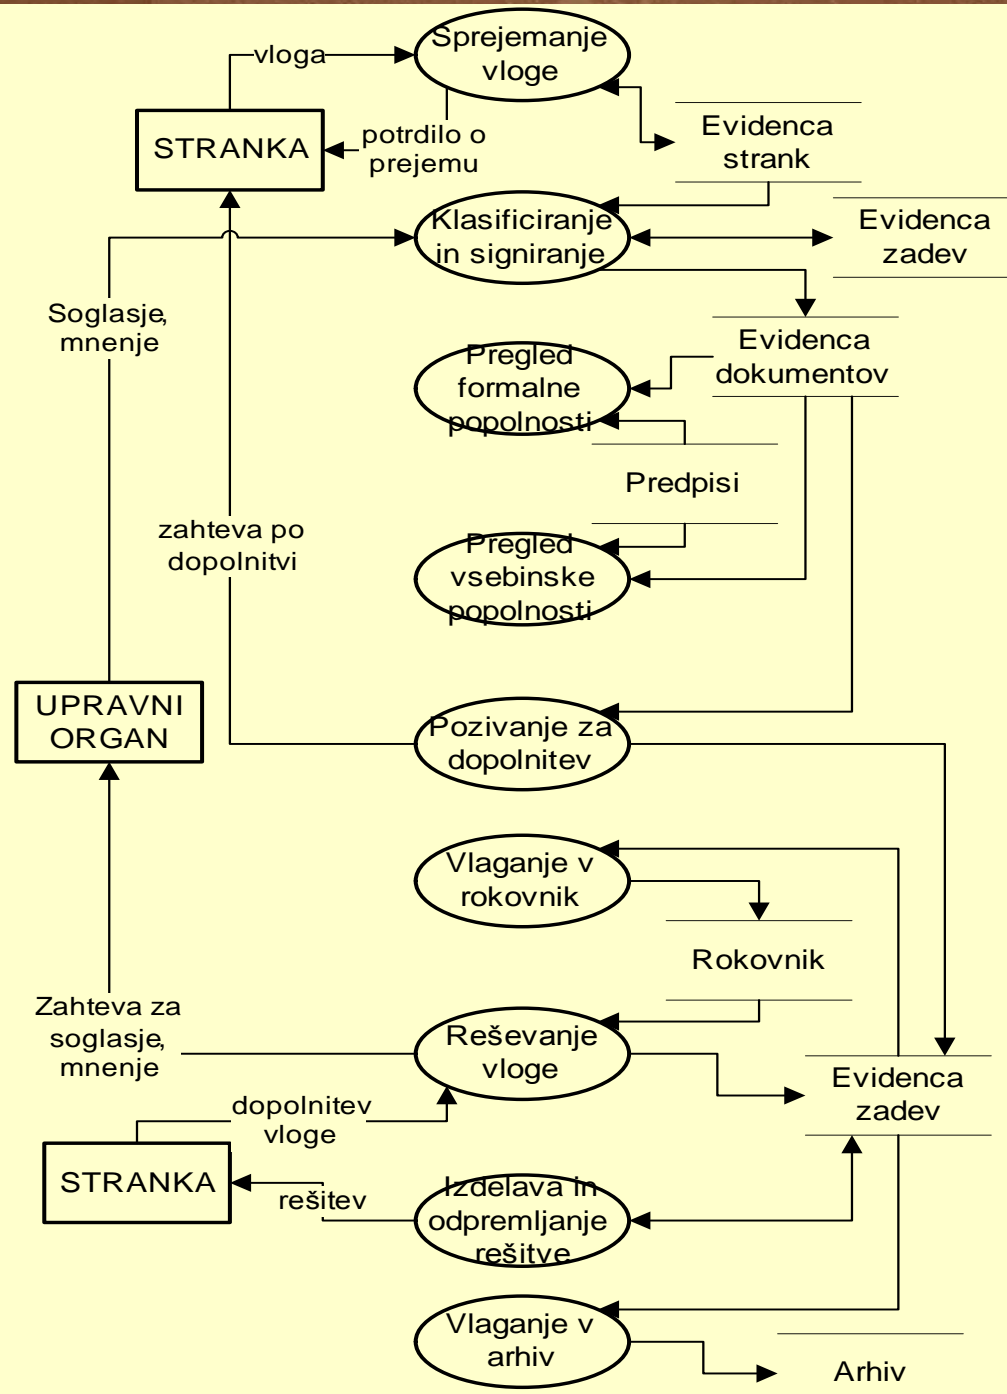 Sprejemanje
vloge
vloga
STRANKA
potrdilo o
prejemu
Evidenca
strank
Klasificiranje
in signiranje
Evidenca
zadev
Soglasje,
mnenje
Evidenca
dokumentov
Pregled
formalne
popolnosti
Predpisi
zahteva po
dopolnitvi
Pregled
vsebinske
popolnosti
UPRAVNI
ORGAN
Pozivanje za
dopolnitev
Vlaganje v
rokovnik
Rokovnik
Zahteva za
soglasje,
mnenje
Reševanje
vloge
Evidenca
zadev
dopolnitev
vloge
STRANKA
rešitev
Izdelava in
odpremljanje
rešitve
Vlaganje v
arhiv
Arhiv